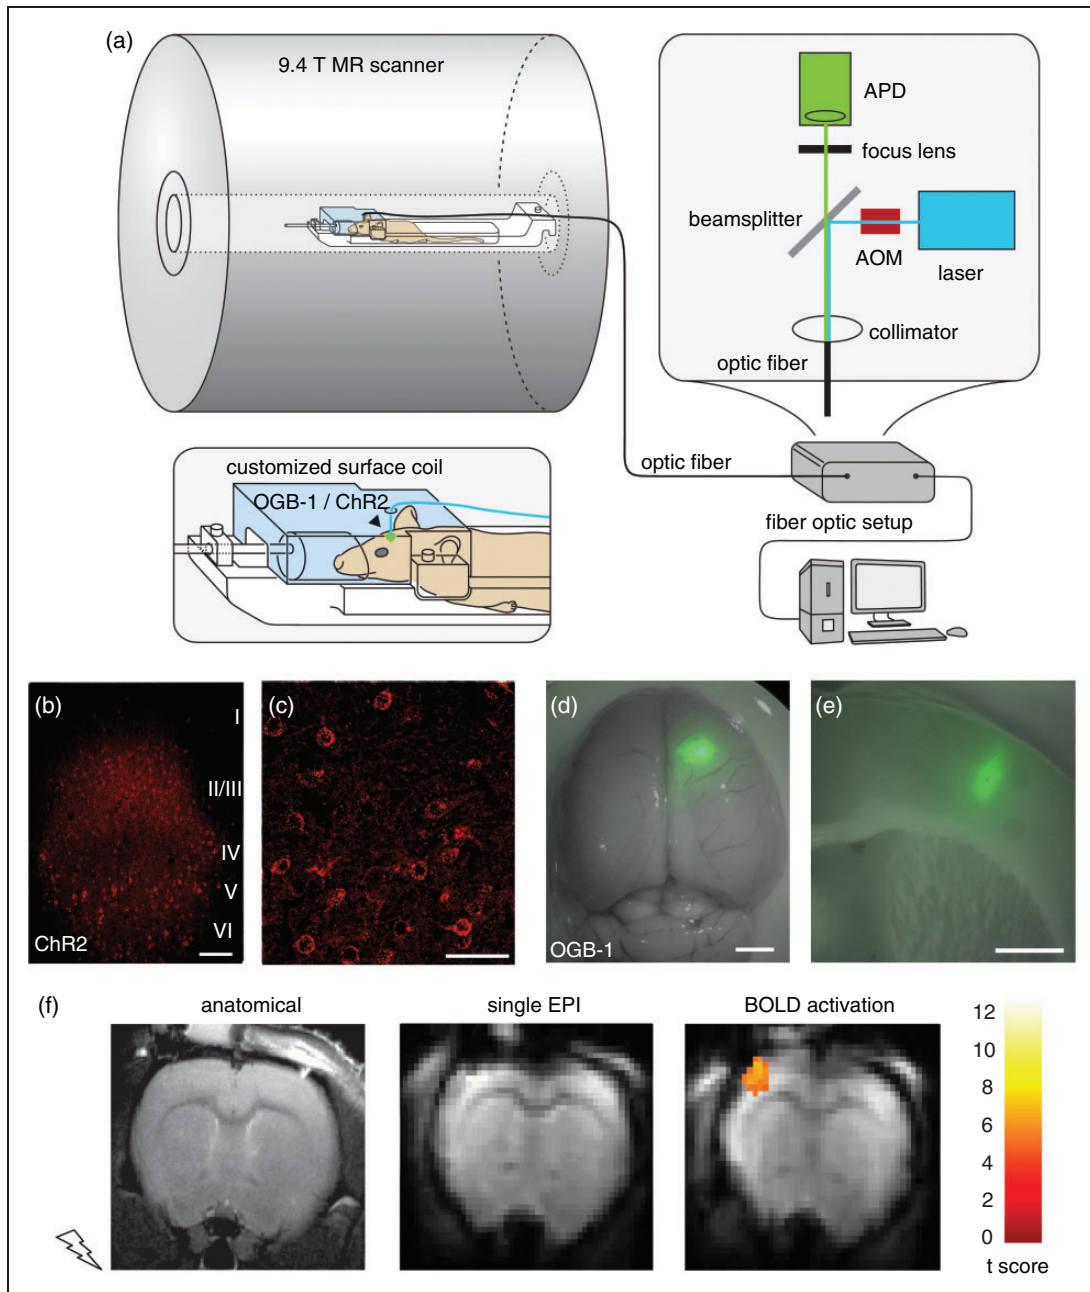 (a)
9.4 T MR scanner
APD
focus lens
beamsplitter
AOM
laser
collimator
optic fiber
customized surface coil
OGB-1 / ChR2
optic fiber
fiber optic setup
(b)
I
II/III
IV
V
VI
ChR2
(c)
(d)
OGB-1
(e)
(f)
anatomical
single EPI
BOLD activation
12
10
8
6
4
2
0
t score